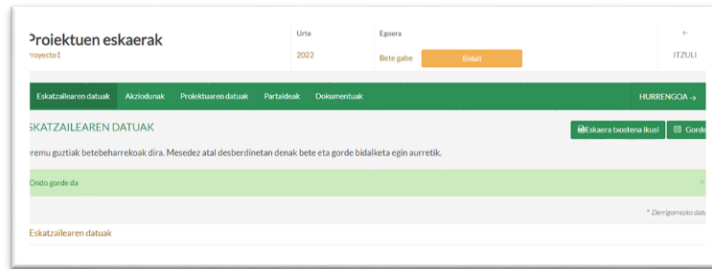 Proiektuen eskaerak
Proyecto1
Urte
2022
Egoera
Bete gabe
Bidali
←
ITZULI
Eskatzailearen datuak Akziodunak Proiektuaren datuak Partaideak Dokumentuak HURRENGOA →
SKATZAILEAREN DATUAK
Eskaera txostena ikusi
Gorde
eremu guztiak betebeharrekoak dira. Mesedez atal desberdinetan denak bete eta gorde bidalketa egin aurretik.
Ondo gorde da ×
* Derrigorrezko datu
Eskatzailearen datuak